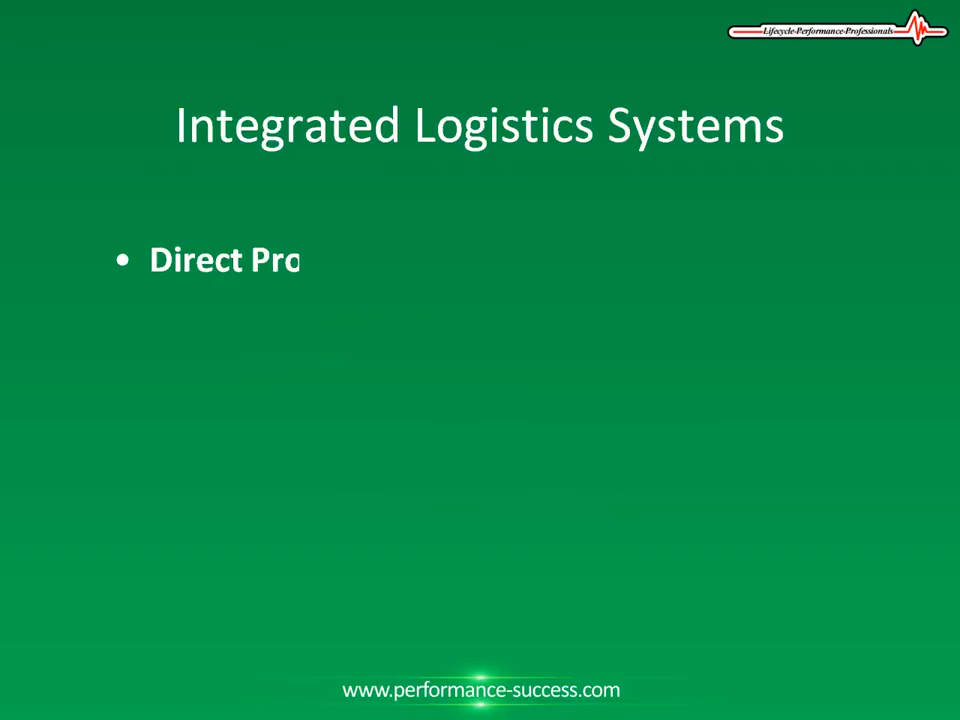 Lifecycle-Performance-Professionals
Integrated Logistics Systems
• Direct Pro
www.performance-success.com